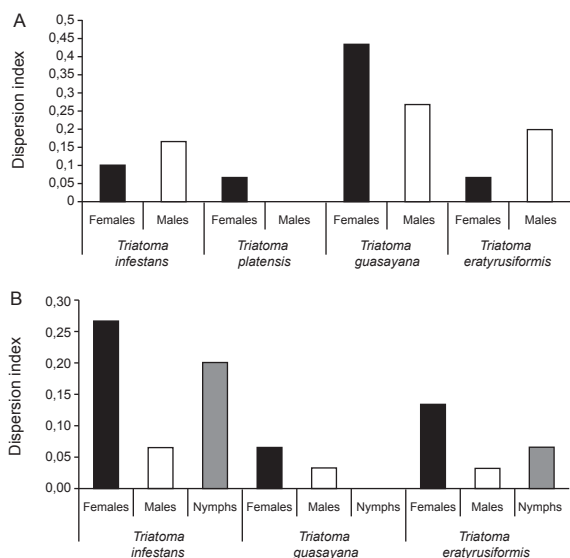 A
Dispersion index
0,5
0,45
0,4
0,35
0,3
0,25
0,2
0,15
0,1
0,05
0
Females Males Females Males Females Males Females Males
Triatoma Triatoma Triatoma Triatoma
infestans platensis guasayana eratyrusiformis
B
Dispersion index
0,30
0,25
0,20
0,15
0,10
0,05
0,00
Females Males Nymphs Females Males Nymphs Females Males Nymphs
Triatoma Triatoma Triatoma
infestans guasayana eratyrusiformis